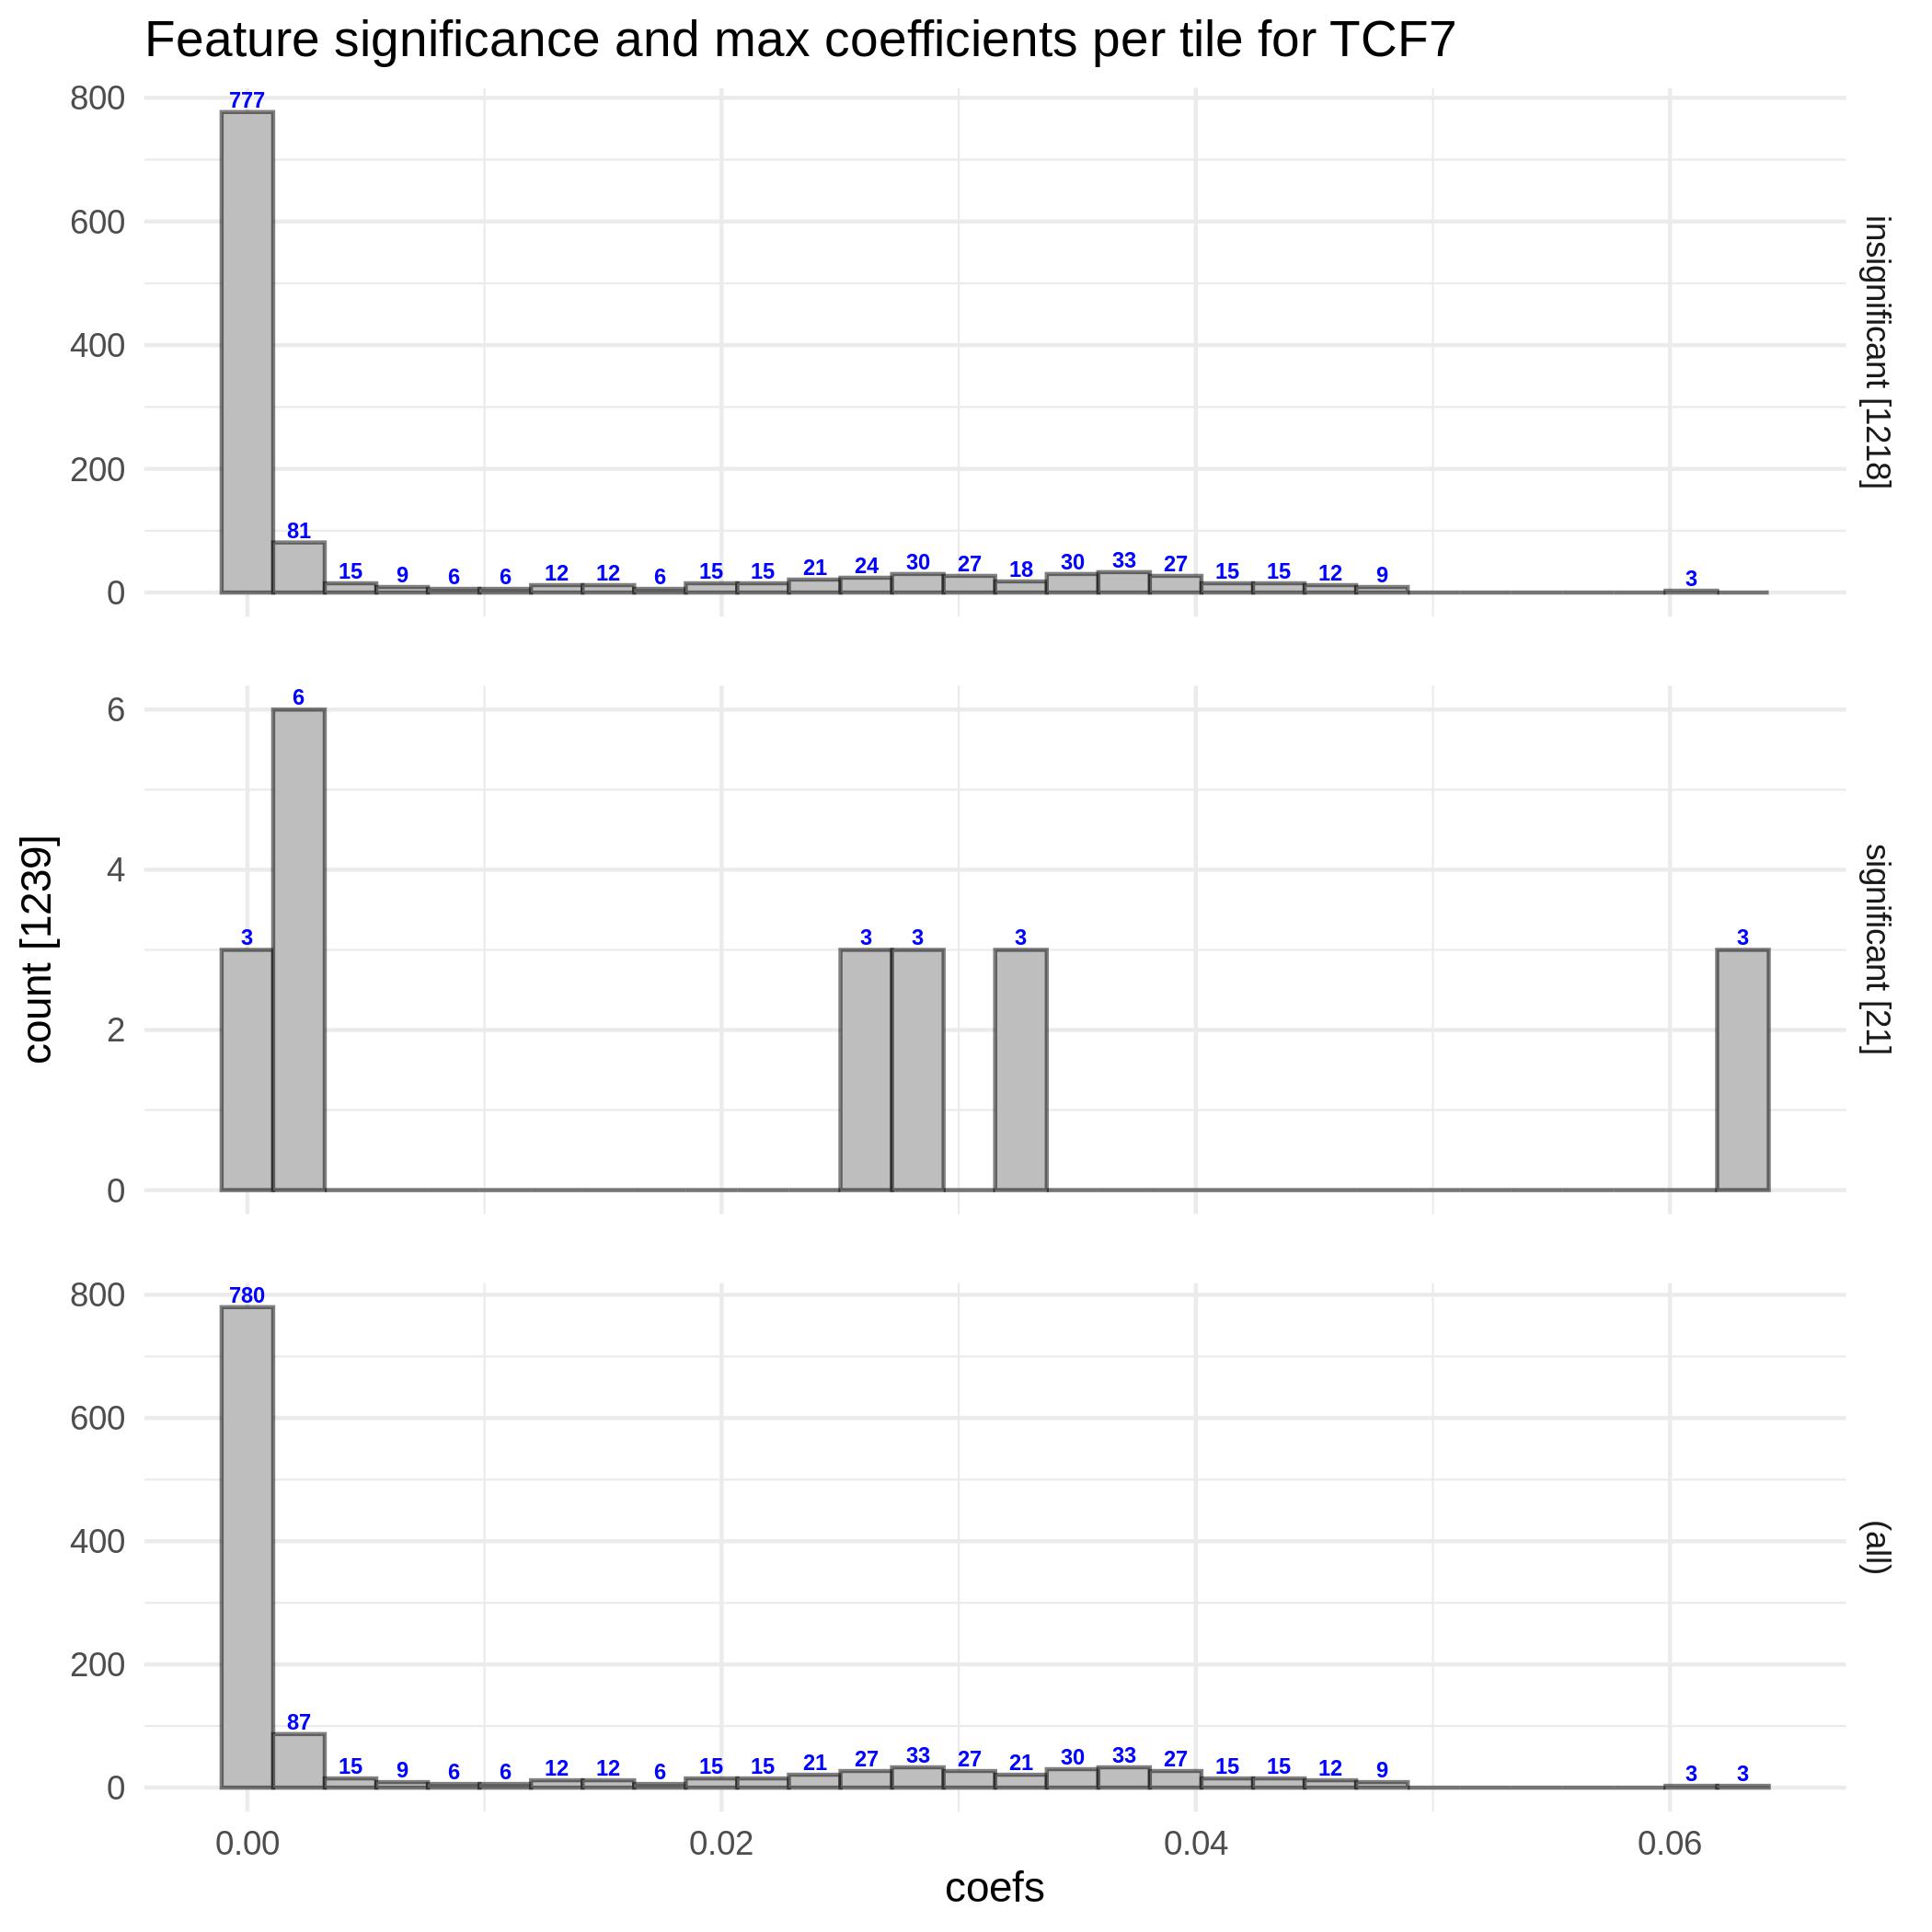 Feature significance and max coefficients per tile for TCF7
800
600
400
200
0
777
81
15 9 6 6 12 12 6 15 15 21 24 30 27 18 30 33 27 15 15 12 9 3
insignificant [1218]
count [1239]
6
4
2
0
3 6 3 3 3 3
significant [21]
800
600
400
200
0
780
87
15 9 6 6 12 12 6 15 15 21 27 33 27 21 30 33 27 15 15 12 9 3 3
(all)
0.00 0.02 0.04 0.06
coefs